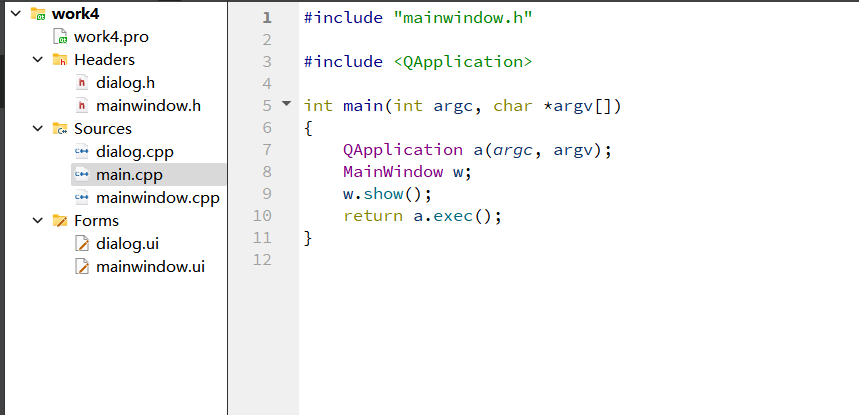 work4
work4.pro
Headers
dialog.h
mainwindow.h
Sources
dialog.cpp
main.cpp
mainwindow.cpp
Forms
dialog.ui
mainwindow.ui
1 #include "mainwindow.h"
2
3 #include <QApplication>
4
5 int main(int argc, char *argv[])
6 {
7     QApplication a(argc, argv);
8     MainWindow w;
9     w.show();
10     return a.exec();
11 }
12